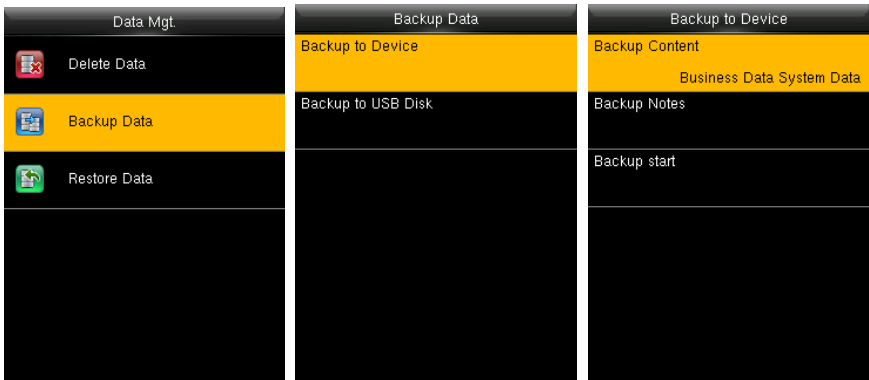 Data Mgt.
Delete Data
Backup Data
Restore Data
Backup Data
Backup to Device
Backup to USB Disk
Backup to Device
Backup Content
Business Data System Data
Backup Notes
Backup start